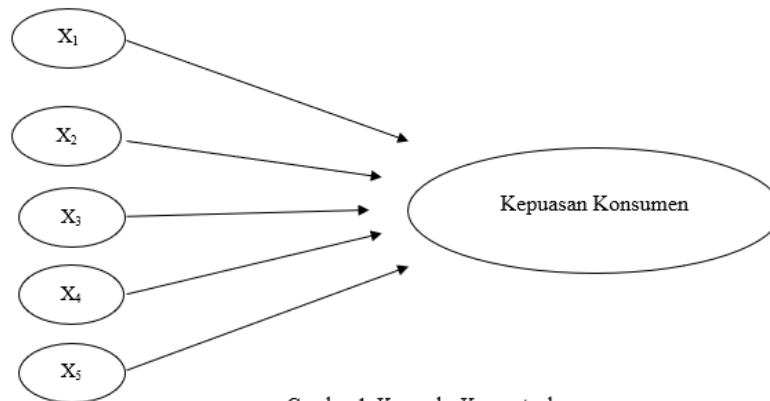 X₁
X₂
Kepuasan Konsumen
X₃
X₄
X₅